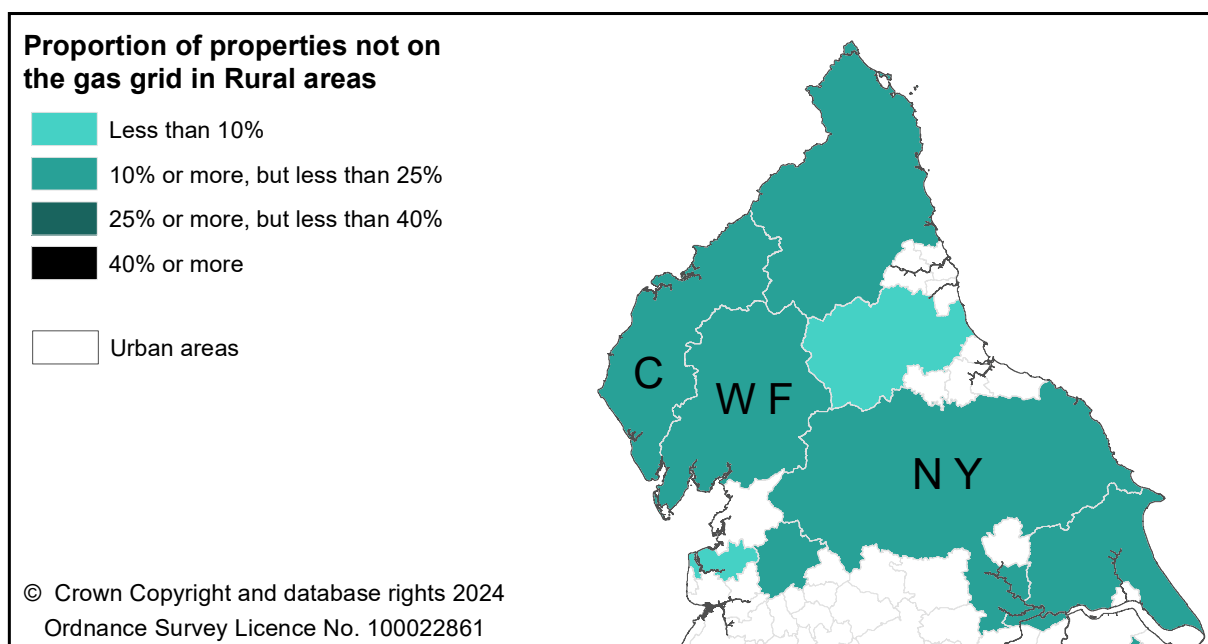 Proportion of properties not on
the gas grid in Rural areas
Less than 10%
10% or more, but less than 25%
25% or more, but less than 40%
40% or more
Urban areas
C
W F
N Y
© Crown Copyright and database rights 2024
Ordnance Survey Licence No. 100022861